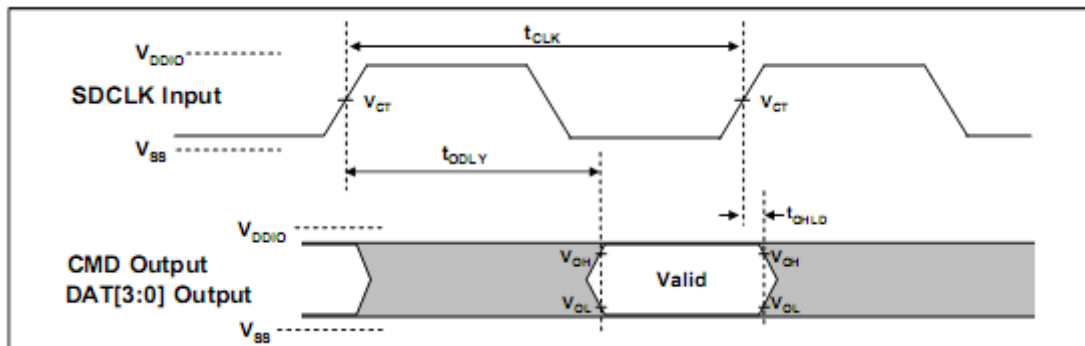 tCLK
VDDIO
SDCLK Input
VCT
VCT
VSS
tODLY
tOHLD
VDDIO
CMD Output
VOH
Valid
VOH
DAT[3:0] Output
VOL
VOL
VSS